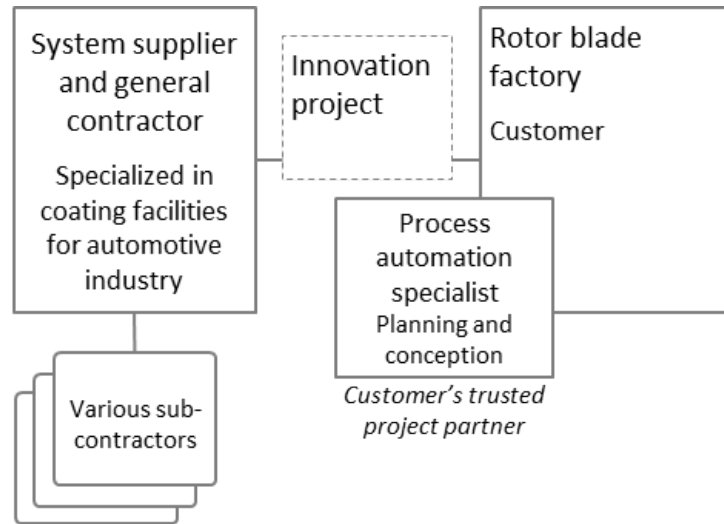 System supplier
and general
contractor
Specialized in
coating facilities
for automotive
industry
Various sub-
contractors
Innovation
project
Rotor blade
factory
Customer
Process
automation
specialist
Planning and
conception
Customer’s trusted
project partner